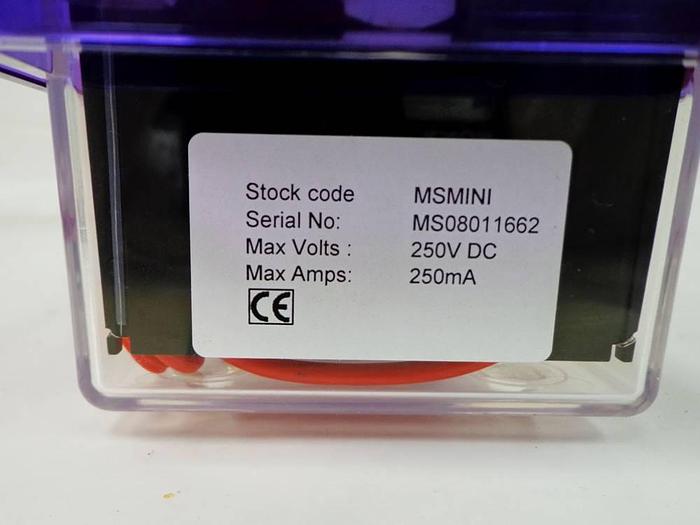 Stock code MSMINI
Serial No: MS08011662
Max Volts : 250V DC
Max Amps: 250mA
CE